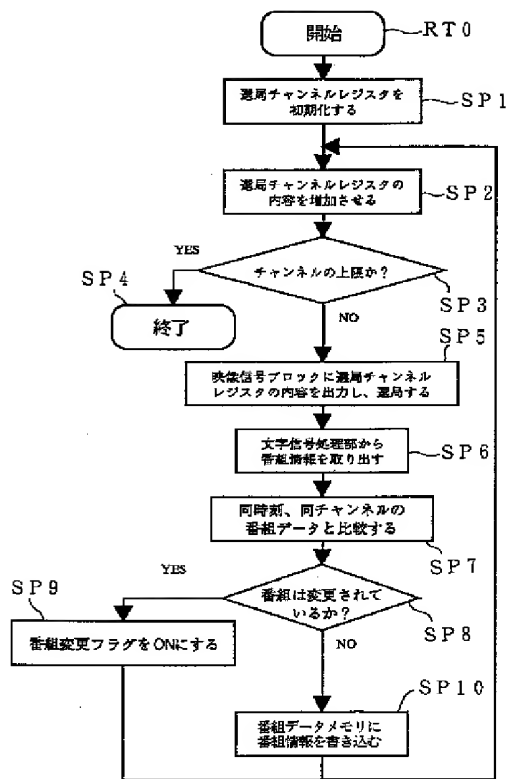 開始
RT0
選局チャンネルレジスタを
初期化する
SP1
選局チャンネルレジスタの
内容を増加させる
SP2
YES
チャンネルの上限か?
SP3
SP4
終了
NO
SP5
映像信号ブロックに選局チャンネル
レジスタの内容を出力し、選局する
文字信号処理部から
番組情報を取り出す
SP6
同時刻、同チャンネルの
番組データと比較する
SP7
YES
SP9
番組は変更されて
いるか?
SP8
番組変更フラグをONにする
NO
SP10
番組データメモリに
番組情報を書き込む